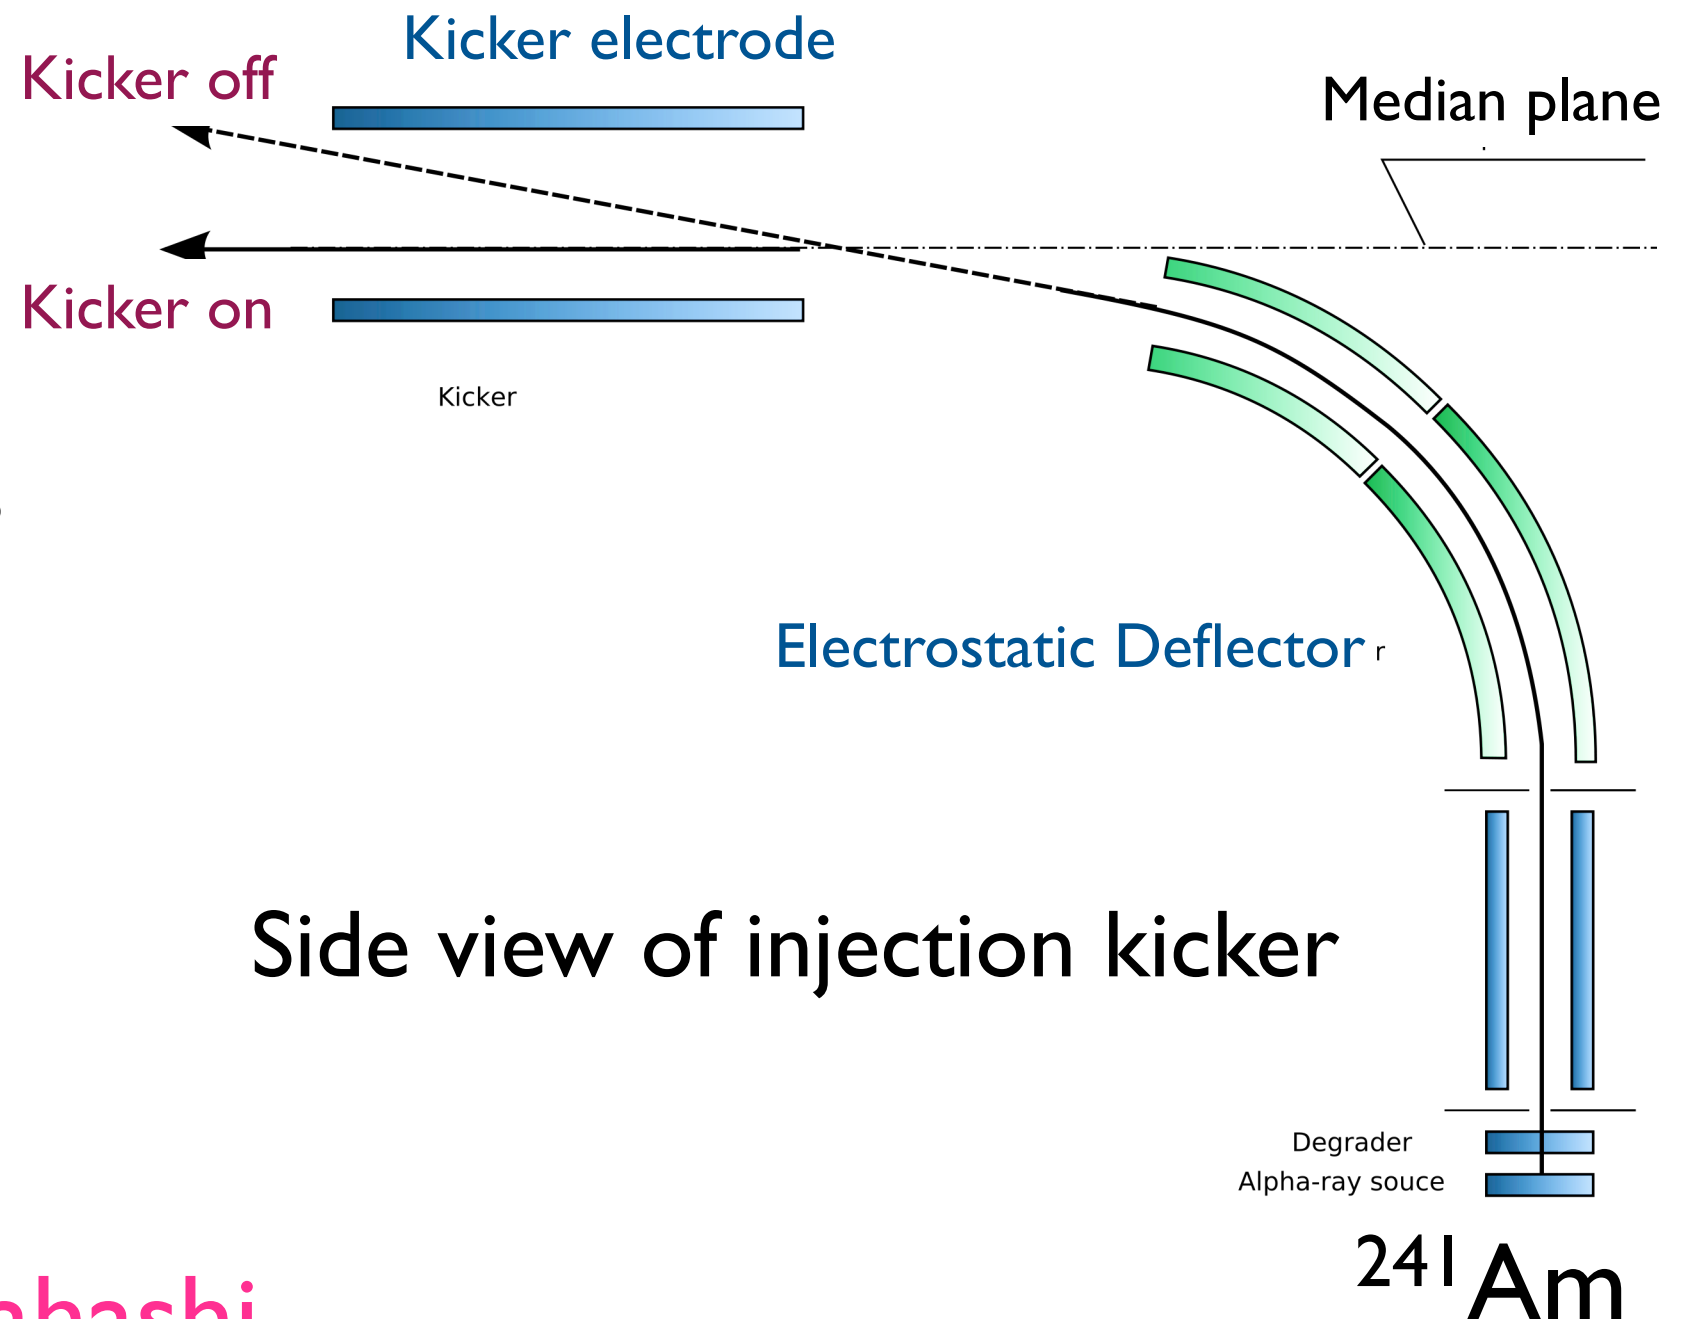 Kicker electrode
Kicker off
Median plane
Kicker on
Kicker
Electrostatic Deflector r
Side view of injection kicker
Degrader
Alpha-ray souce
241Am